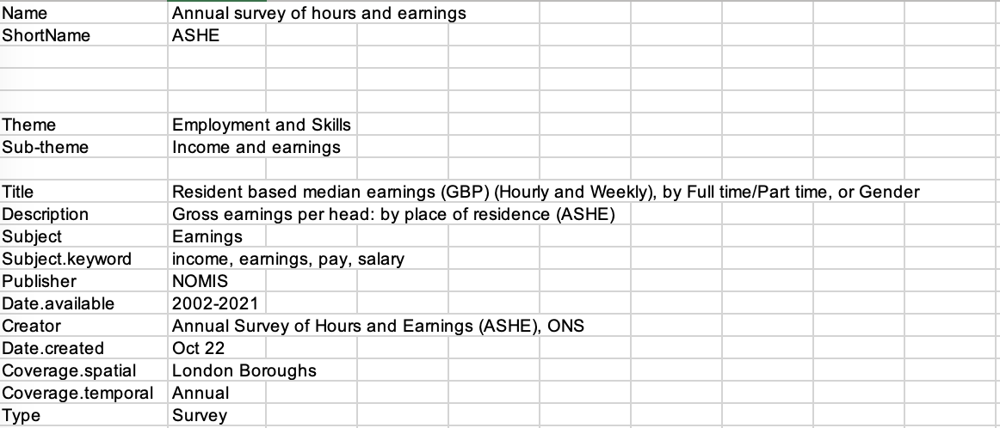 Name Annual survey of hours and earnings
ShortName ASHE
Theme Employment and Skills
Sub-theme Income and earnings
Title Resident based median earnings (GBP) (Hourly and Weekly), by Full time/Part time, or Gender
Description Gross earnings per head: by place of residence (ASHE)
Subject Earnings
Subject.keyword income, earnings, pay, salary
Publisher NOMIS
Date.available 2002-2021
Creator Annual Survey of Hours and Earnings (ASHE), ONS
Date.created Oct 22
Coverage.spatial London Boroughs
Coverage.temporal Annual
Type Survey